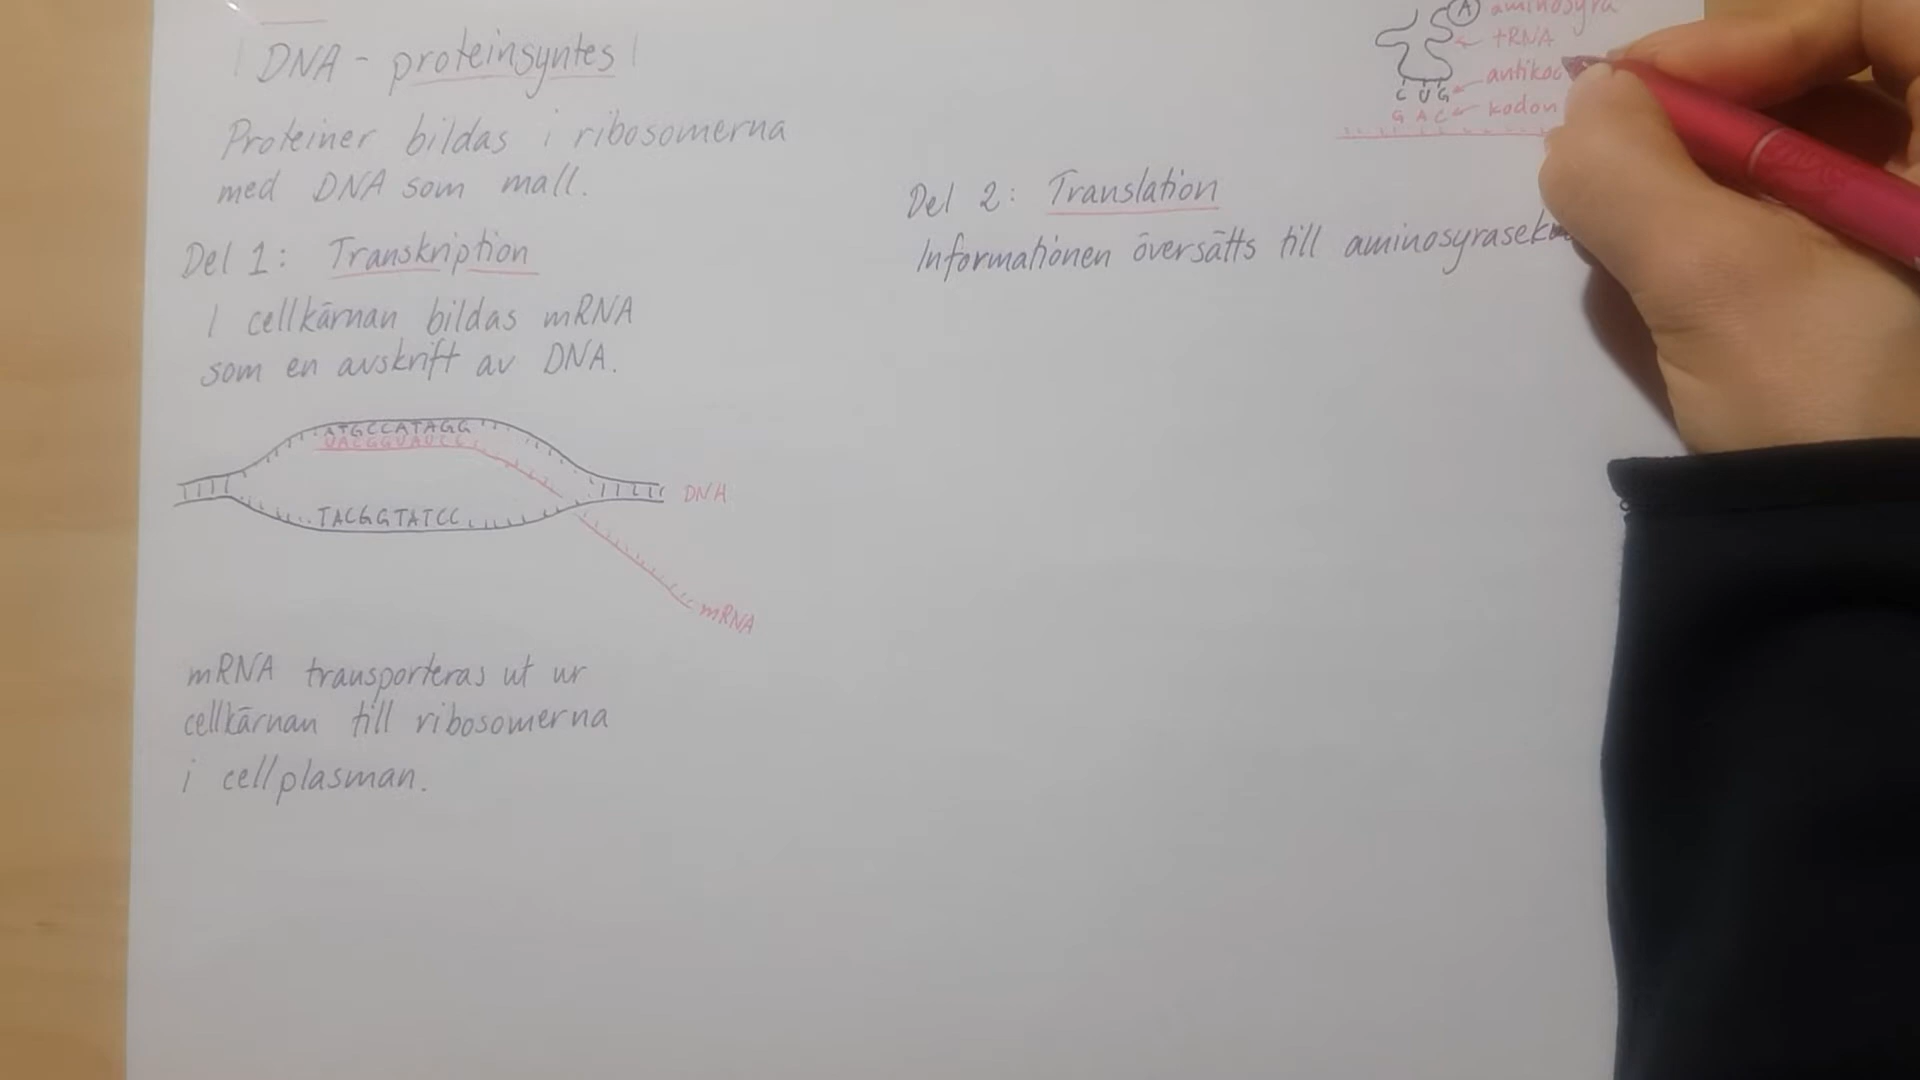 DNA - proteinsyntes
Proteiner bildas i ribosomerna
med DNA som mall.
Del 1: Transkription
I cellkärnan bildas mRNA
som en avskrift av DNA.
ATGCCATAGG
UACGGUAUCC
DNA
TACGGTATCC
mRNA
mRNA transporteras ut ur
cellkärnan till ribosomerna
i cellplasman.
A aminosyra
tRNA
antikod
C U G
G A C kodon
Del 2: Translation
Informationen översätts till aminosyrasek